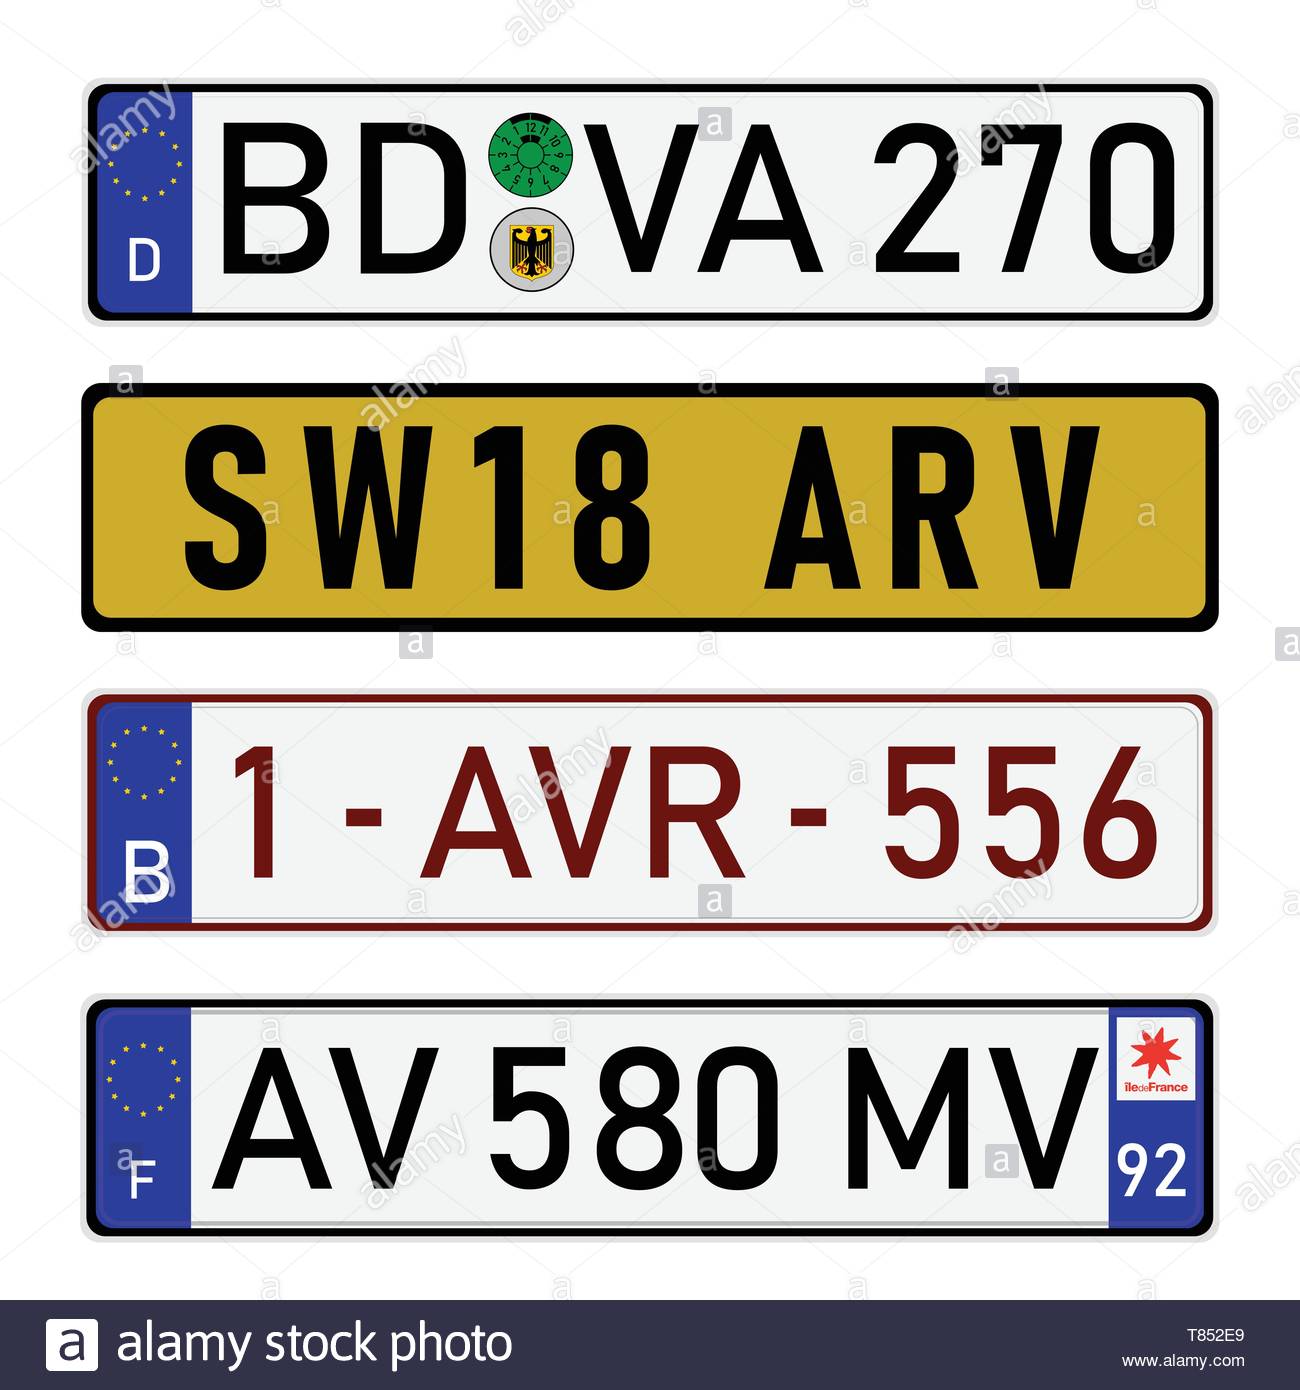 BD VA 270
D
SW18 ARV
1 - AVR - 556
B
AV 580 MV
F
îledeFrance
92
a alamy stock photo
T852E9
www.alamy.com